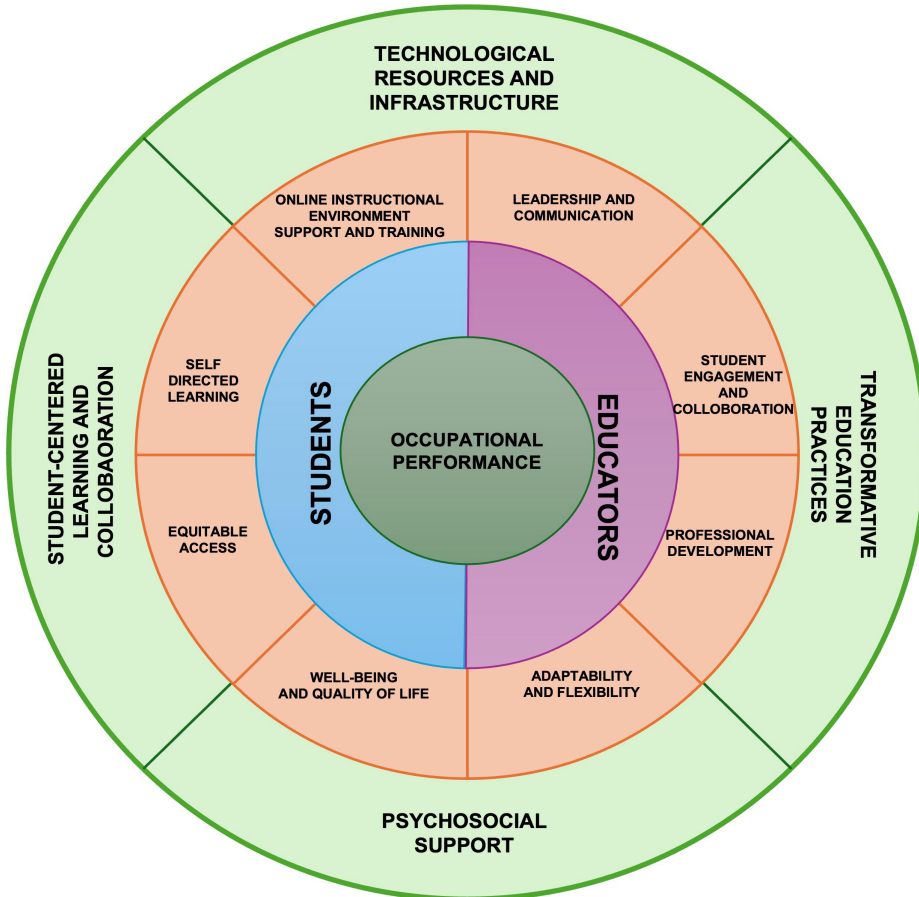 TECHNOLOGICAL
RESOURCES AND
INFRASTRUCTURE
ONLINE INSTRUCTIONAL
ENVIRONMENT
SUPPORT AND TRAINING
LEADERSHIP AND
COMMUNICATION
SELF
DIRECTED
LEARNING
STUDENT
ENGAGEMENT
AND
COLLOBORATION
STUDENT-CENTERED
LEARNING AND
COLLOBAORATION
STUDENTS
OCCUPATIONAL
PERFORMANCE
EDUCATORS
TRANSFORMATIVE
EDUCATION
PRACTICES
EQUITABLE
ACCESS
PROFESSIONAL
DEVELOPMENT
WELL-BEING
AND QUALITY OF LIFE
ADAPTABILITY
AND FLEXIBILITY
PSYCHOSOCIAL
SUPPORT